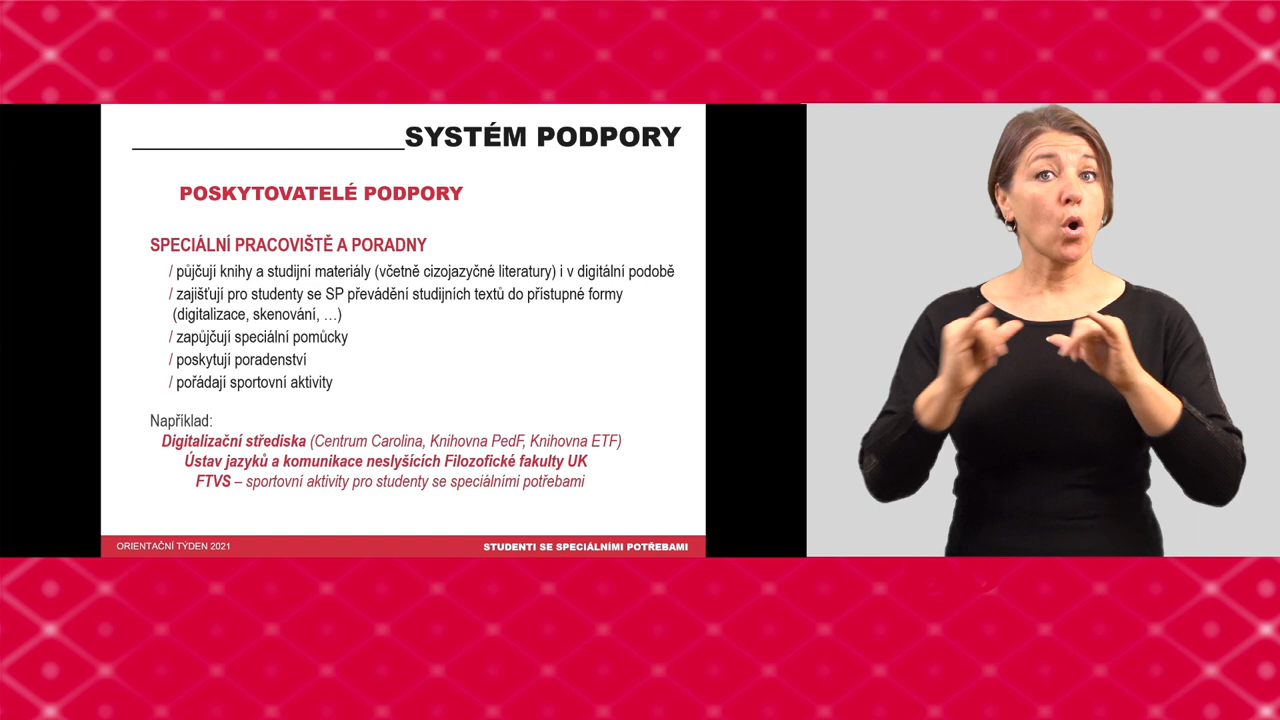 SYSTÉM PODPORY
POSKYTOVATELÉ PODPORY
SPECIÁLNÍ PRACOVIŠTĚ A PORADNY
/ půjčují knihy a studijní materiály (včetně cizojazyčné literatury) i v digitální podobě
/ zajišťují pro studenty se SP převádění studijních textů do přístupné formy
(digitalizace, skenování, …)
/ zapůjčují speciální pomůcky
/ poskytují poradenství
/ pořádají sportovní aktivity
Například:
Digitalizační střediska (Centrum Carolina, Knihovna PedF, Knihovna ETF)
Ústav jazyků a komunikace neslyšících Filozofické fakulty UK
FTVS – sportovní aktivity pro studenty se speciálními potřebami
ORIENTAČNÍ TÝDEN 2021
STUDENTI SE SPECIÁLNÍMI POTŘEBAMI